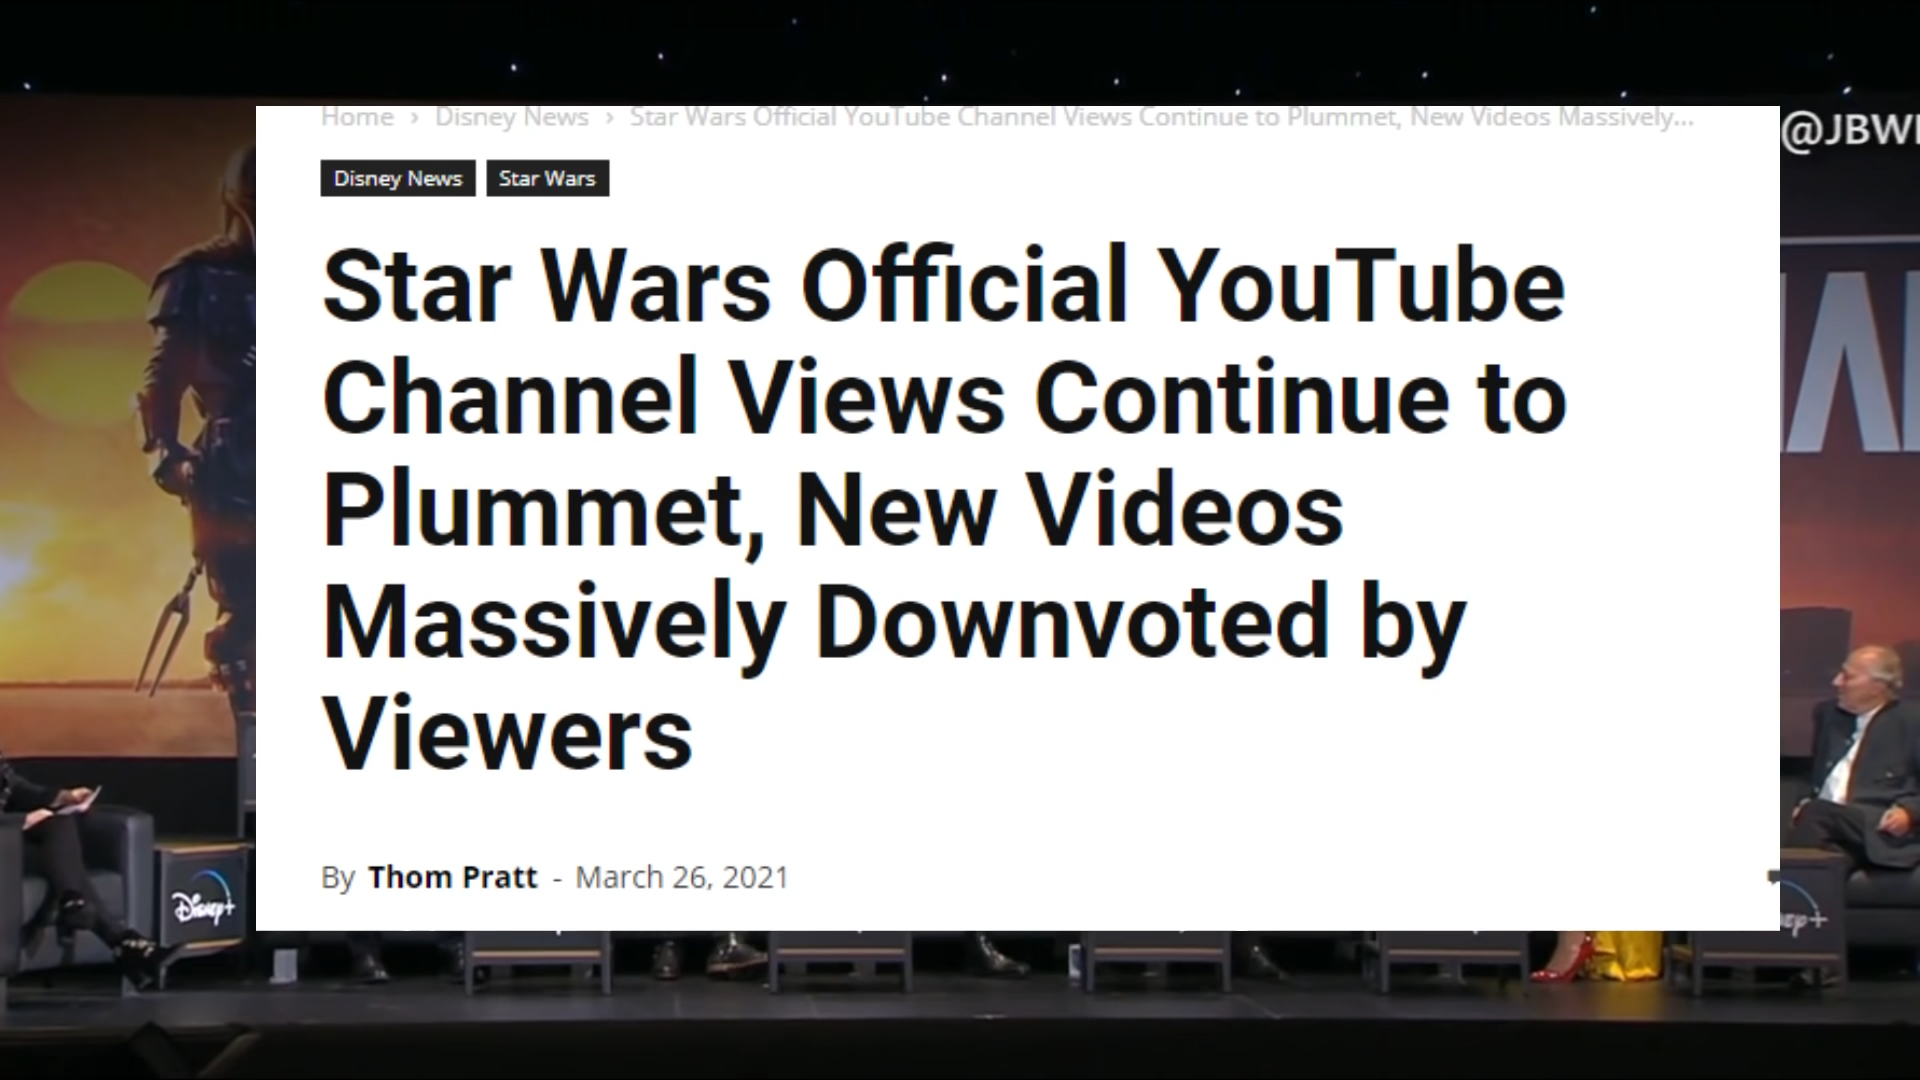 Home › Disney News › Star Wars Official YouTube Channel Views Continue to Plummet, New Videos Massively...
Disney News Star Wars
@JBW
Star Wars Official YouTube
Channel Views Continue to
Plummet, New Videos
Massively Downvoted by
Viewers
By Thom Pratt - March 26, 2021
Disney+